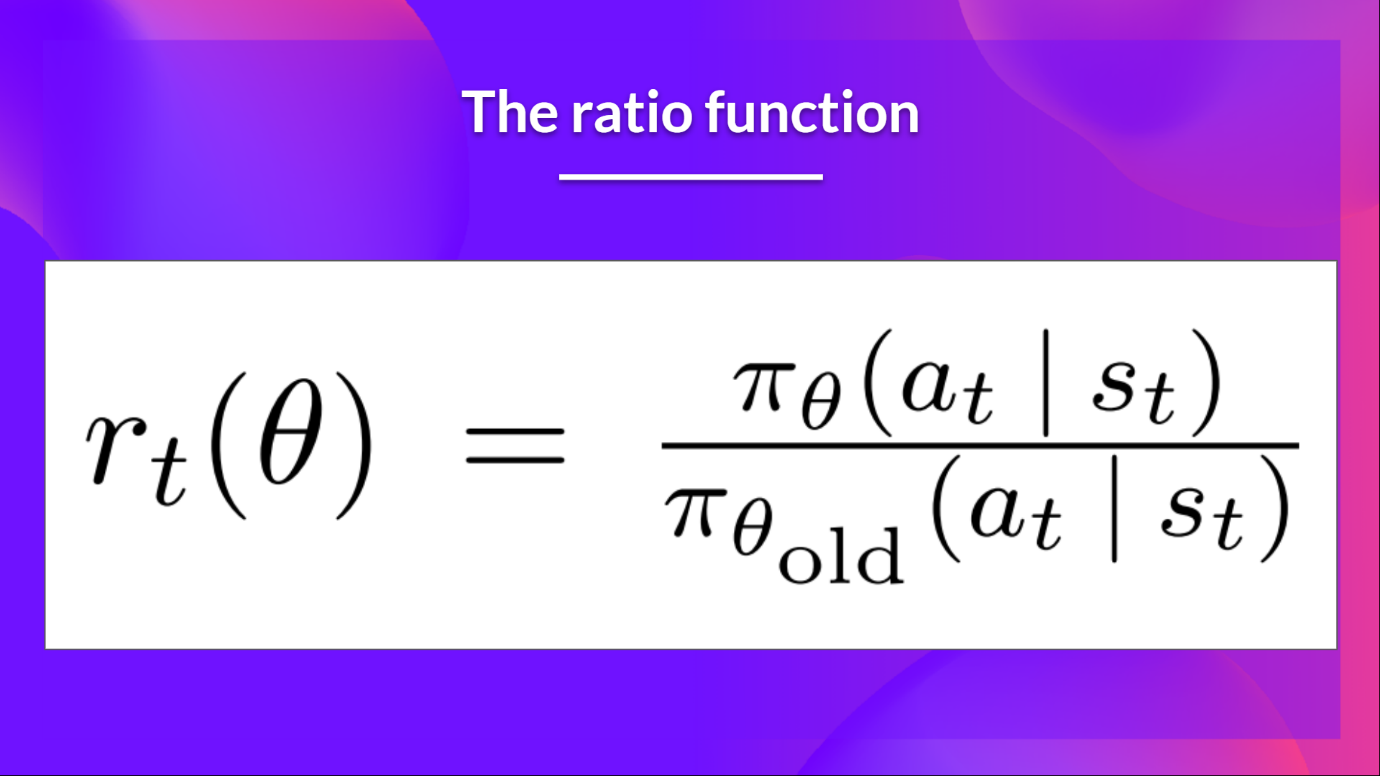 The ratio function
r_t(θ) = π_θ(a_t | s_t) / π_θ_old(a_t | s_t)